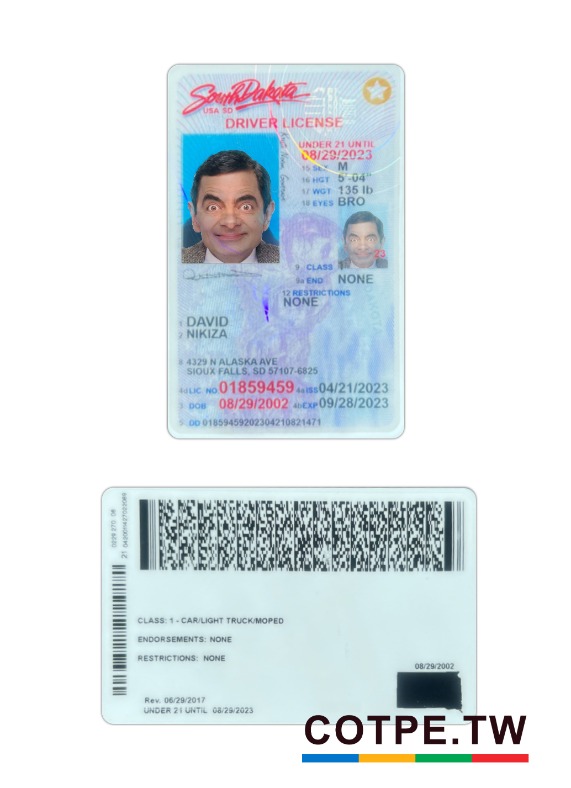 South Dakota
USA SD
DRIVER LICENSE
UNDER 21 UNTIL
08/29/2023
15 SEX M
16 HGT 5'-04"
17 WGT 135 lb
18 EYES BRO
9 CLASS 1
9a END NONE
12 RESTRICTIONS
NONE
1 DAVID
2 NIKIZA
8 4329 N ALASKA AVE
SIOUX FALLS, SD 57107-6825
4d LIC NO 01859459 4a ISS 04/21/2023
3 DOB 08/29/2002 4b EXP 09/28/2023
5 DD 01859459202304210821471
CLASS: 1 - CAR/LIGHT TRUCK/MOPED
ENDORSEMENTS: NONE
RESTRICTIONS: NONE
08/29/2002
Rev. 06/29/2017
UNDER 21 UNTIL 08/29/2023
COTPE.TW